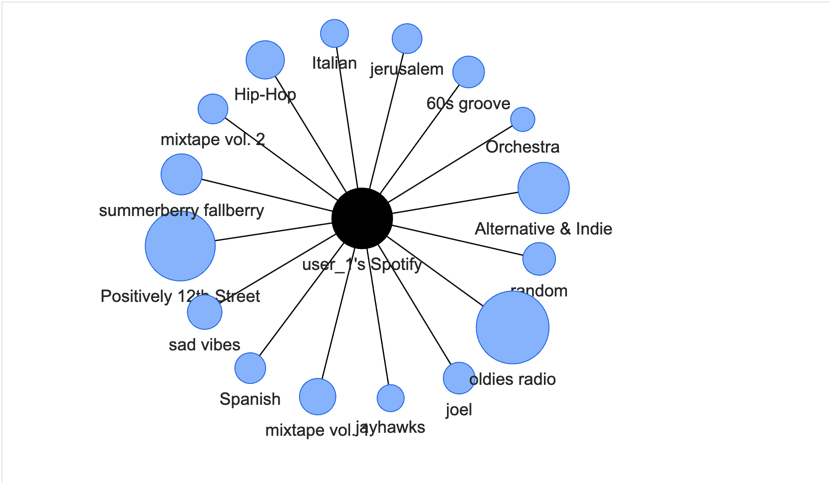 Italian
jerusalem
Hip-Hop
60s groove
mixtape vol. 2
Orchestra
summerberry fallberry
Alternative & Indie
user_1's Spotify
random
Positively 12th Street
sad vibes
oldies radio
Spanish
joel
mixtape vol. 1
jayhawks